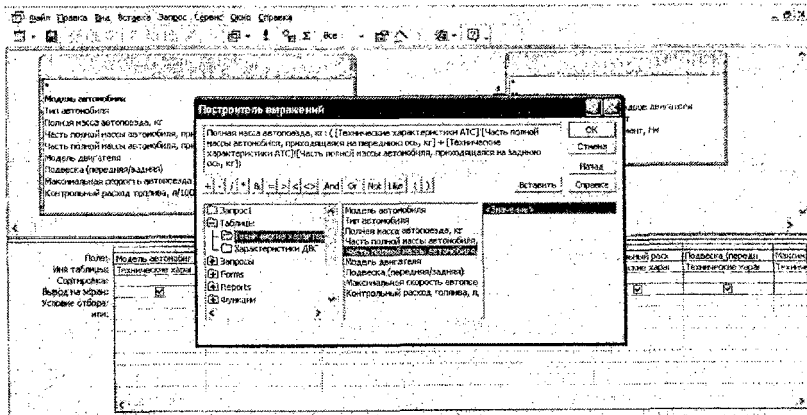 Файл Правка Вид Вставка Запрос Сервис Окно Справка
Σ Все
*
Модель автомобиля
Тип автомобиля
Полная масса автопоезда, кг
Часть полной массы автомобиля, при
Часть полной массы автомобиля, при
Модель двигателя
Подвеска (передняя/задняя)
Максимальная скорость автопоезда
Контрольный расход топлива, л/100
Построитель выражений
Полная масса автопоезда, кг: ([Технические характеристики АТС]![Часть полной
массы автомобиля, приходящаяся на переднюю ось, кг] + [Технические
характеристики АТС]![Часть полной массы автомобиля, приходящаяся на заднюю
ось, кг])
OK
Отмена
Назад
Справка
Вставить
+ - / * & = > < <> And Or Not Like ( )
Запрос1
Таблицы
Характеристики ДВС
Запросы
Forms
Reports
Функции
Модель автомобиля
Тип автомобиля
Полная масса автопоезда, кг
Часть полной массы автомобиля
Часть полной массы автомобиля
Модель двигателя
Подвеска (передняя/задняя)
Максимальная скорость автопое
Контрольный расход топлива, л
<Значение>
Поле: Модель автомобил
Имя таблицы: Технические хара
Сортировка:
Вывод на экран:
Условие отбора:
или:
Подвеска (передн
Технические хара